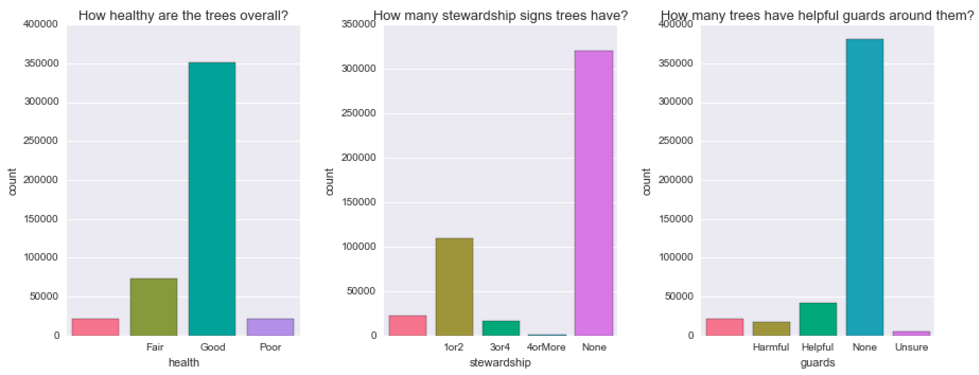 How healthy are the trees overall?
400000
350000
300000
250000
200000
150000
100000
50000
0
count
Fair Good Poor
health
How many stewardship signs trees have?
350000
300000
250000
200000
150000
100000
50000
0
count
1or2 3or4 4orMore None
stewardship
How many trees have helpful guards around them?
400000
350000
300000
250000
200000
150000
100000
50000
0
count
Harmful Helpful None Unsure
guards